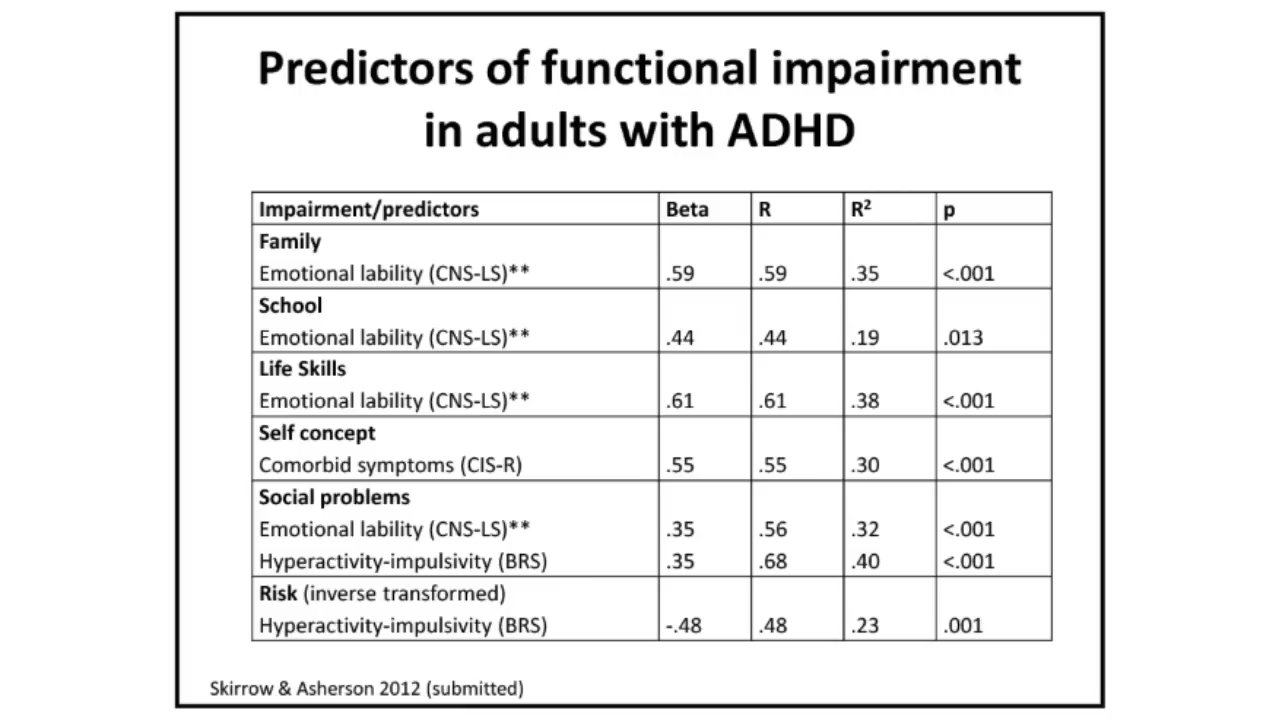 Predictors of functional impairment
in adults with ADHD
Impairment/predictors Beta R R² p
Family
Emotional lability (CNS-LS)** .59 .59 .35 <.001
School
Emotional lability (CNS-LS)** .44 .44 .19 .013
Life Skills
Emotional lability (CNS-LS)** .61 .61 .38 <.001
Self concept
Comorbid symptoms (CIS-R) .55 .55 .30 <.001
Social problems
Emotional lability (CNS-LS)** .35 .56 .32 <.001
Hyperactivity-impulsivity (BRS) .35 .68 .40 <.001
Risk (inverse transformed)
Hyperactivity-impulsivity (BRS) -.48 .48 .23 .001
Skirrow & Asherson 2012 (submitted)